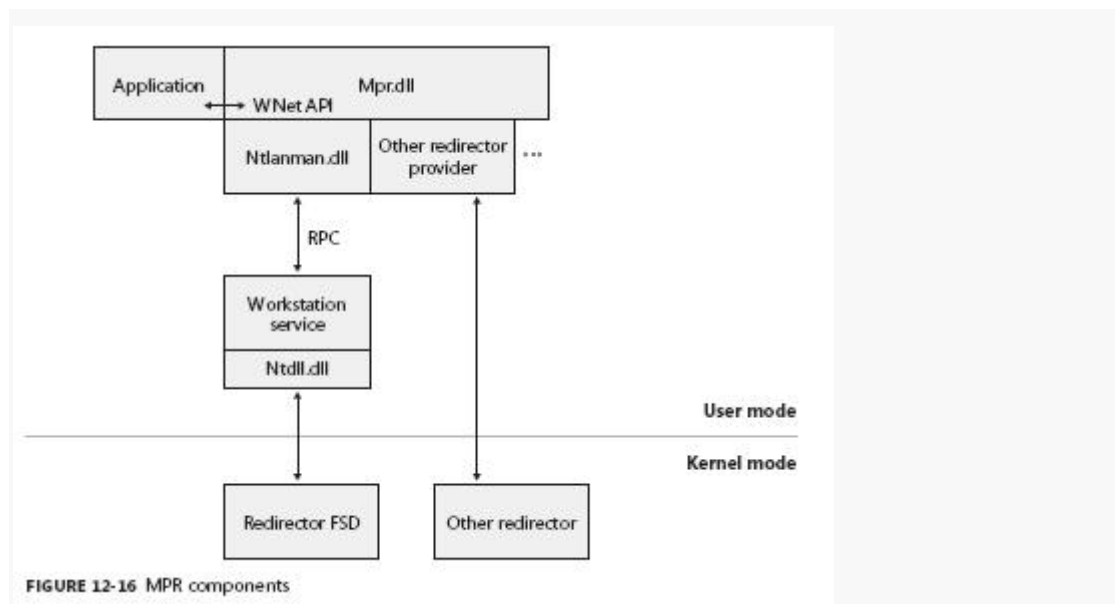 Application
Mpr.dll
WNet API
Ntlanman.dll
Other redirector
provider
...
RPC
Workstation
service
Ntdll.dll
User mode
Kernel mode
Redirector FSD
Other redirector
FIGURE 12-16 MPR components